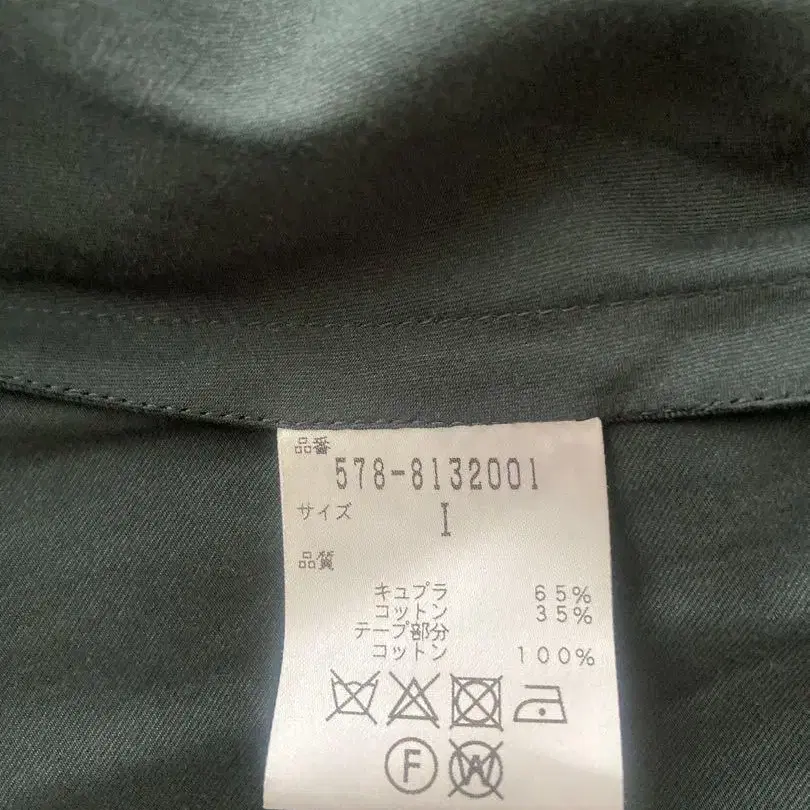 品番
578-8132001
サイズ I
品質
キュプラ 65%
コットン 35%
テープ部分
コットン 100%
F W